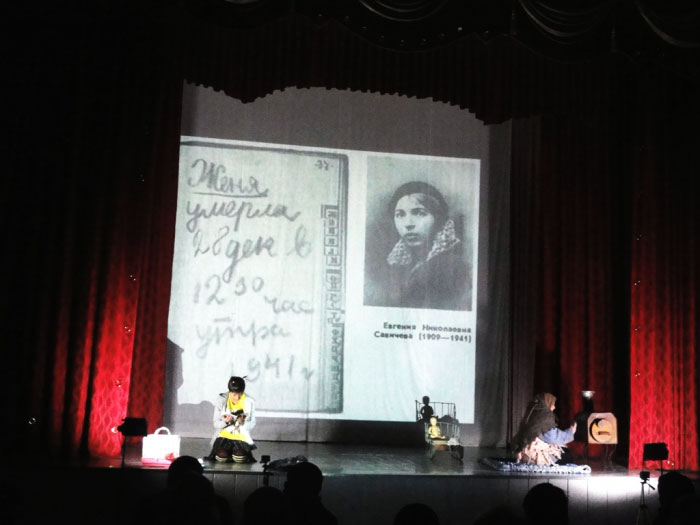 Женя
умерла
28 дек в
12 30 час
утра
1941 г
Евгения Николаевна
Савичева (1909—1941)